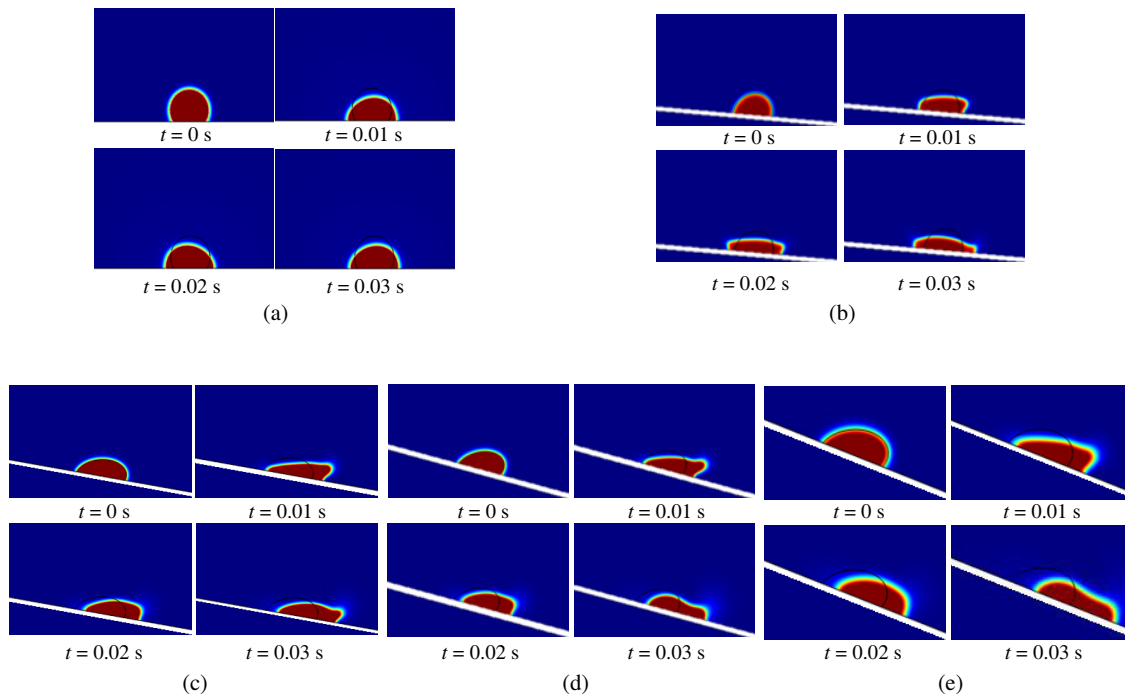 t = 0 s
t = 0.01 s
t = 0.02 s
t = 0.03 s
(a)
t = 0 s
t = 0.01 s
t = 0.02 s
t = 0.03 s
(b)
t = 0 s
t = 0.01 s
t = 0.02 s
t = 0.03 s
(c)
t = 0 s
t = 0.01 s
t = 0.02 s
t = 0.03 s
(d)
t = 0 s
t = 0.01 s
t = 0.02 s
t = 0.03 s
(e)